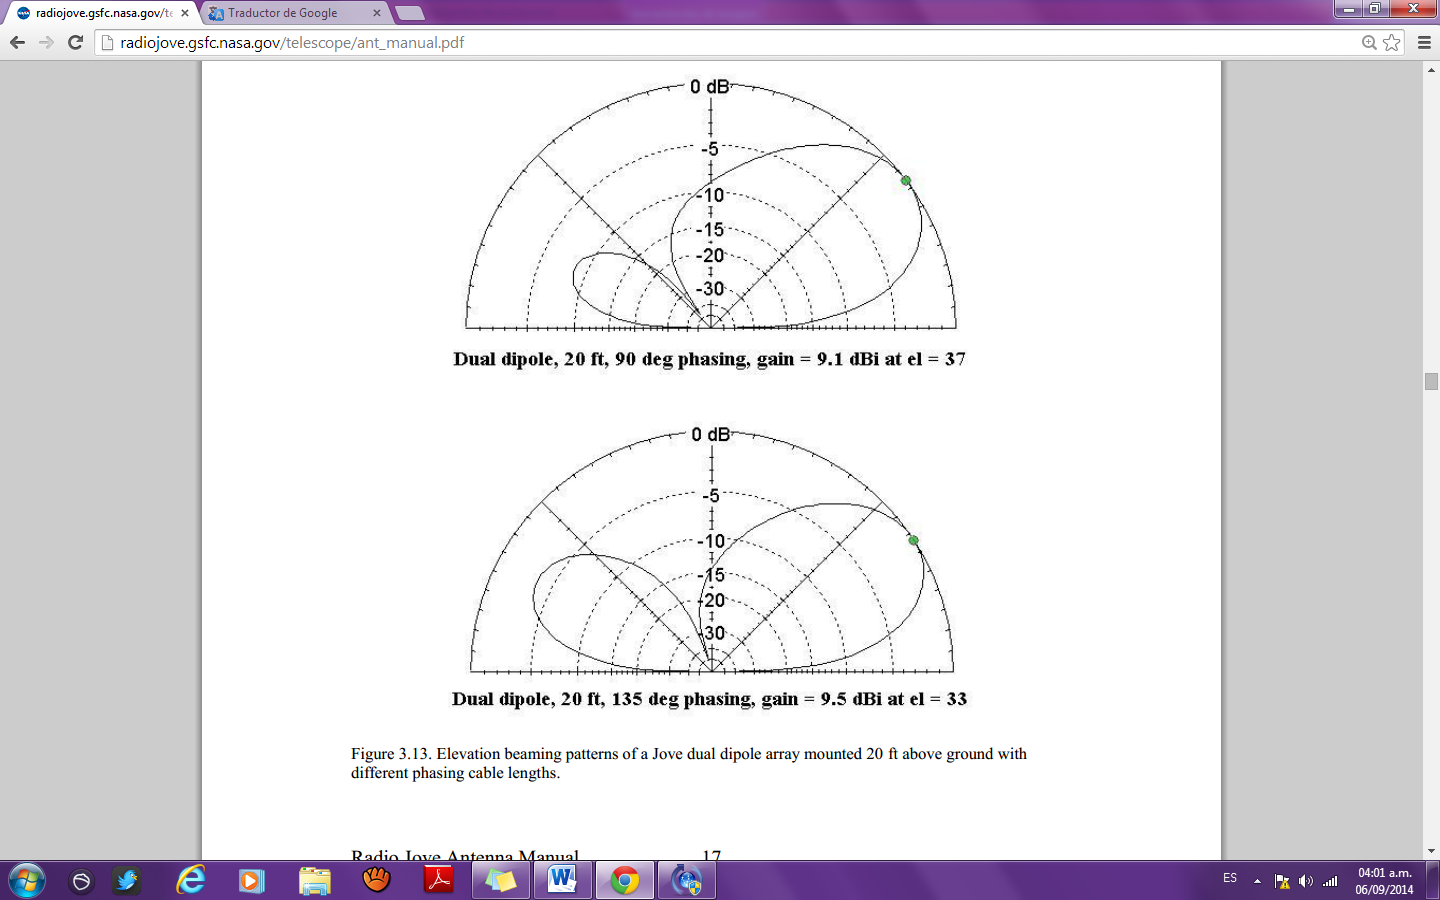 radiojove.gsfc.nasa.gov/te
Traductor de Google
radiojove.gsfc.nasa.gov/telescope/ant_manual.pdf
0 dB
-5
-10
-15
-20
-30
Dual dipole, 20 ft, 90 deg phasing, gain = 9.1 dBi at el = 37
0 dB
-5
-10
-15
-20
-30
Dual dipole, 20 ft, 135 deg phasing, gain = 9.5 dBi at el = 33
Figure 3.13. Elevation beaming patterns of a Jove dual dipole array mounted 20 ft above ground with
different phasing cable lengths.
Radio Jove Antenna Manual 17
ES
04:01 a.m.
06/09/2014